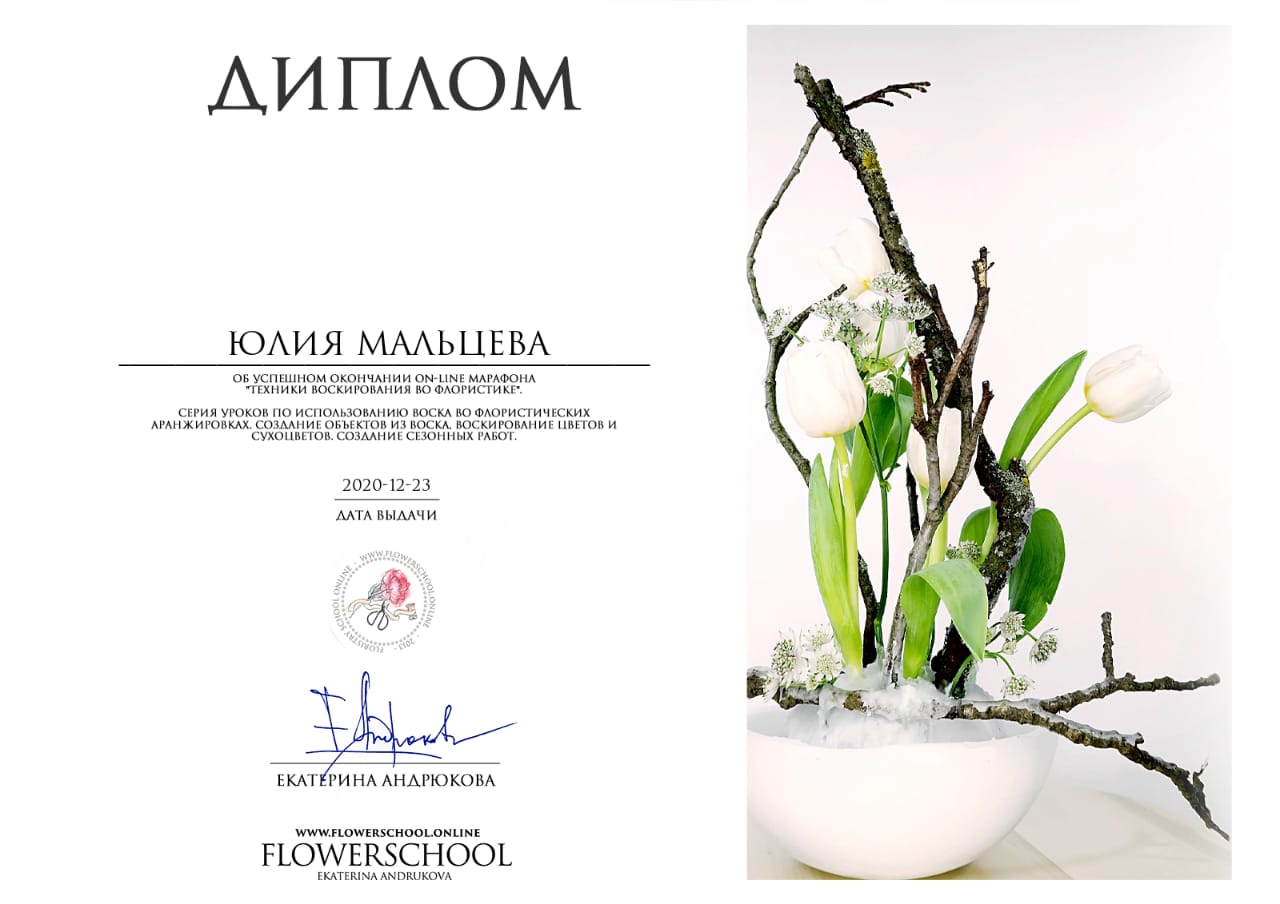 ДИПЛОМ
ЮЛИЯ МАЛЬЦЕВА
ОБ УСПЕШНОМ ОКОНЧАНИИ ON-LINE МАРАФОНА
"ТЕХНИКИ ВОСКИРОВАНИЯ ВО ФЛОРИСТИКЕ".
СЕРИЯ УРОКОВ ПО ИСПОЛЬЗОВАНИЮ ВОСКА ВО ФЛОРИСТИЧЕСКИХ
АРАНЖИРОВКАХ. СОЗДАНИЕ ОБЪЕКТОВ ИЗ ВОСКА, ВОСКИРОВАНИЕ ЦВЕТОВ И
СУХОЦВЕТОВ. СОЗДАНИЕ СЕЗОННЫХ РАБОТ.
2020-12-23
ДАТА ВЫДАЧИ
FLORISTRY SCHOOL ONLINE - WWW.FLOWERSCHOOL.ONLINE - 2013 -
Е. Андрюкова
ЕКАТЕРИНА АНДРЮКОВА
WWW.FLOWERSCHOOL.ONLINE
FLOWERSCHOOL
EKATERINA ANDRUKOVA